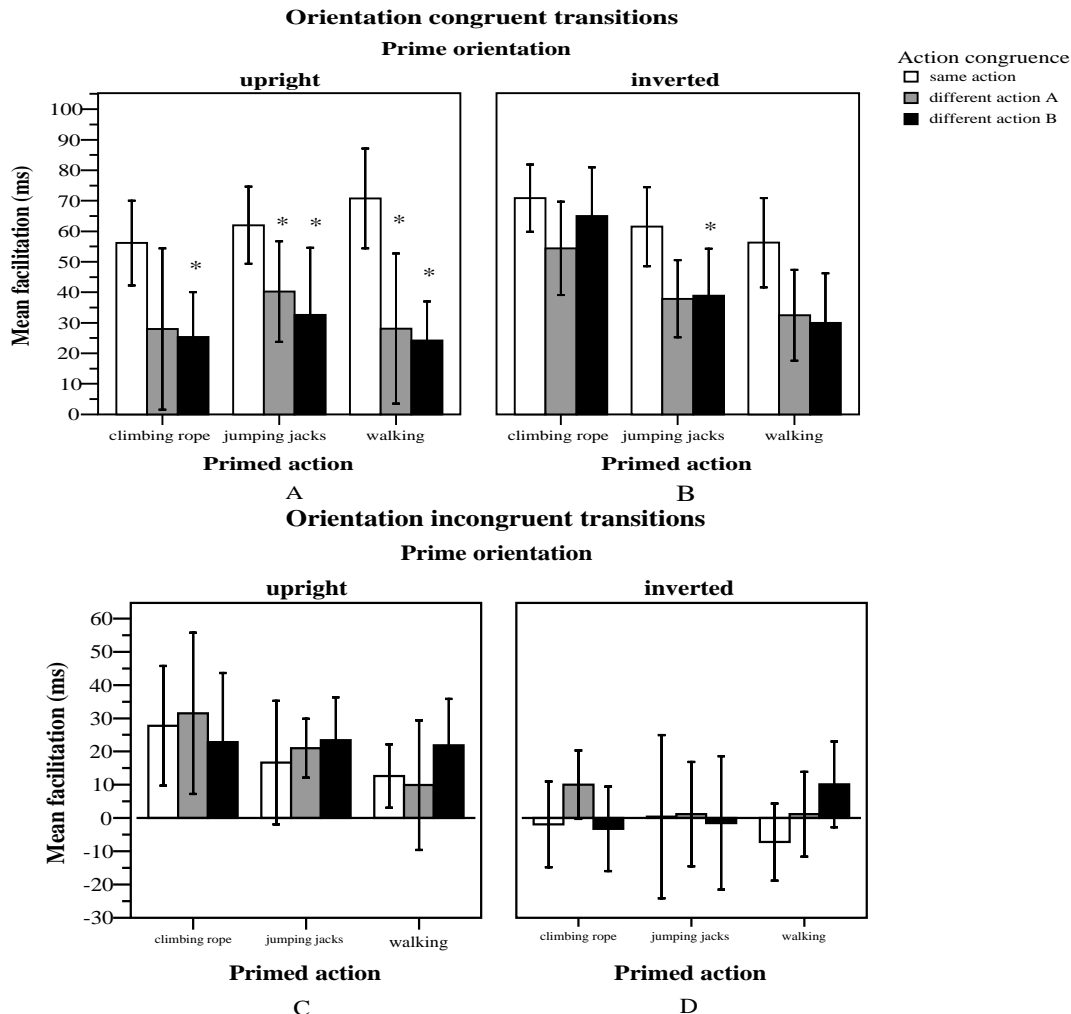 Orientation congruent transitions
Prime orientation
upright
inverted
Action congruence
same action
different action A
different action B
Mean facilitation (ms)
100
90
80
70
60
50
40
30
20
10
0
* * * * * *
climbing rope jumping jacks walking
climbing rope jumping jacks walking
Primed action
Primed action
A
B
Orientation incongruent transitions
Prime orientation
upright
inverted
Mean facilitation (ms)
60
50
40
30
20
10
0
-10
-20
-30
climbing rope jumping jacks walking
climbing rope jumping jacks walking
Primed action
Primed action
C
D